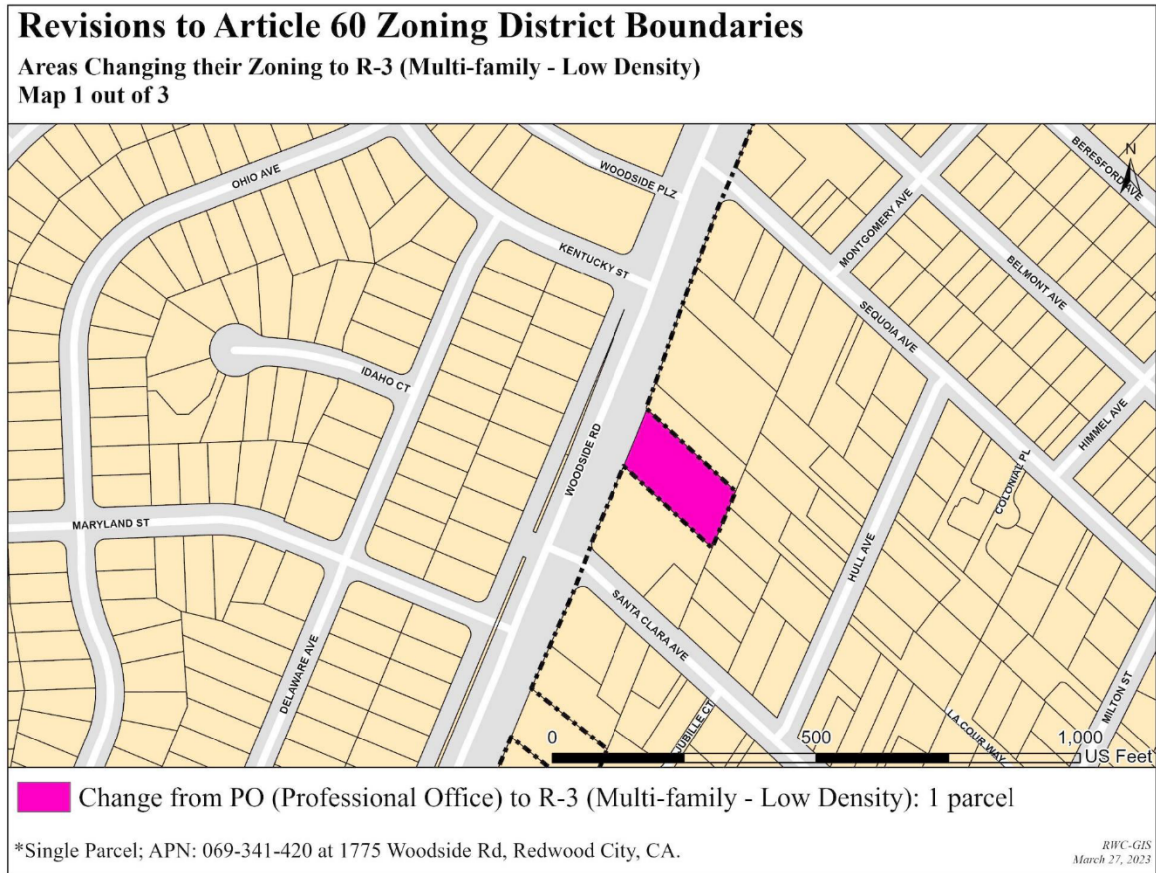 Revisions to Article 60 Zoning District Boundaries
Areas Changing their Zoning to R-3 (Multi-family - Low Density)
Map 1 out of 3
OHIO AVE
WOODSIDE PLZ
BERESFORD AVE
N
MONTGOMERY AVE
KENTUCKY ST
BELMONT AVE
SEQUOIA AVE
IDAHO CT
HIMMEL AVE
WOODSIDE RD
COLONIAL PL
MARYLAND ST
HULL AVE
SANTA CLARA AVE
DELAWARE AVE
JUBILLE CT
LA COUR WAY
MILTON ST
0 500 1,000
US Feet
Change from PO (Professional Office) to R-3 (Multi-family - Low Density): 1 parcel
*Single Parcel; APN: 069-341-420 at 1775 Woodside Rd, Redwood City, CA.
RWC-GIS
March 27, 2023